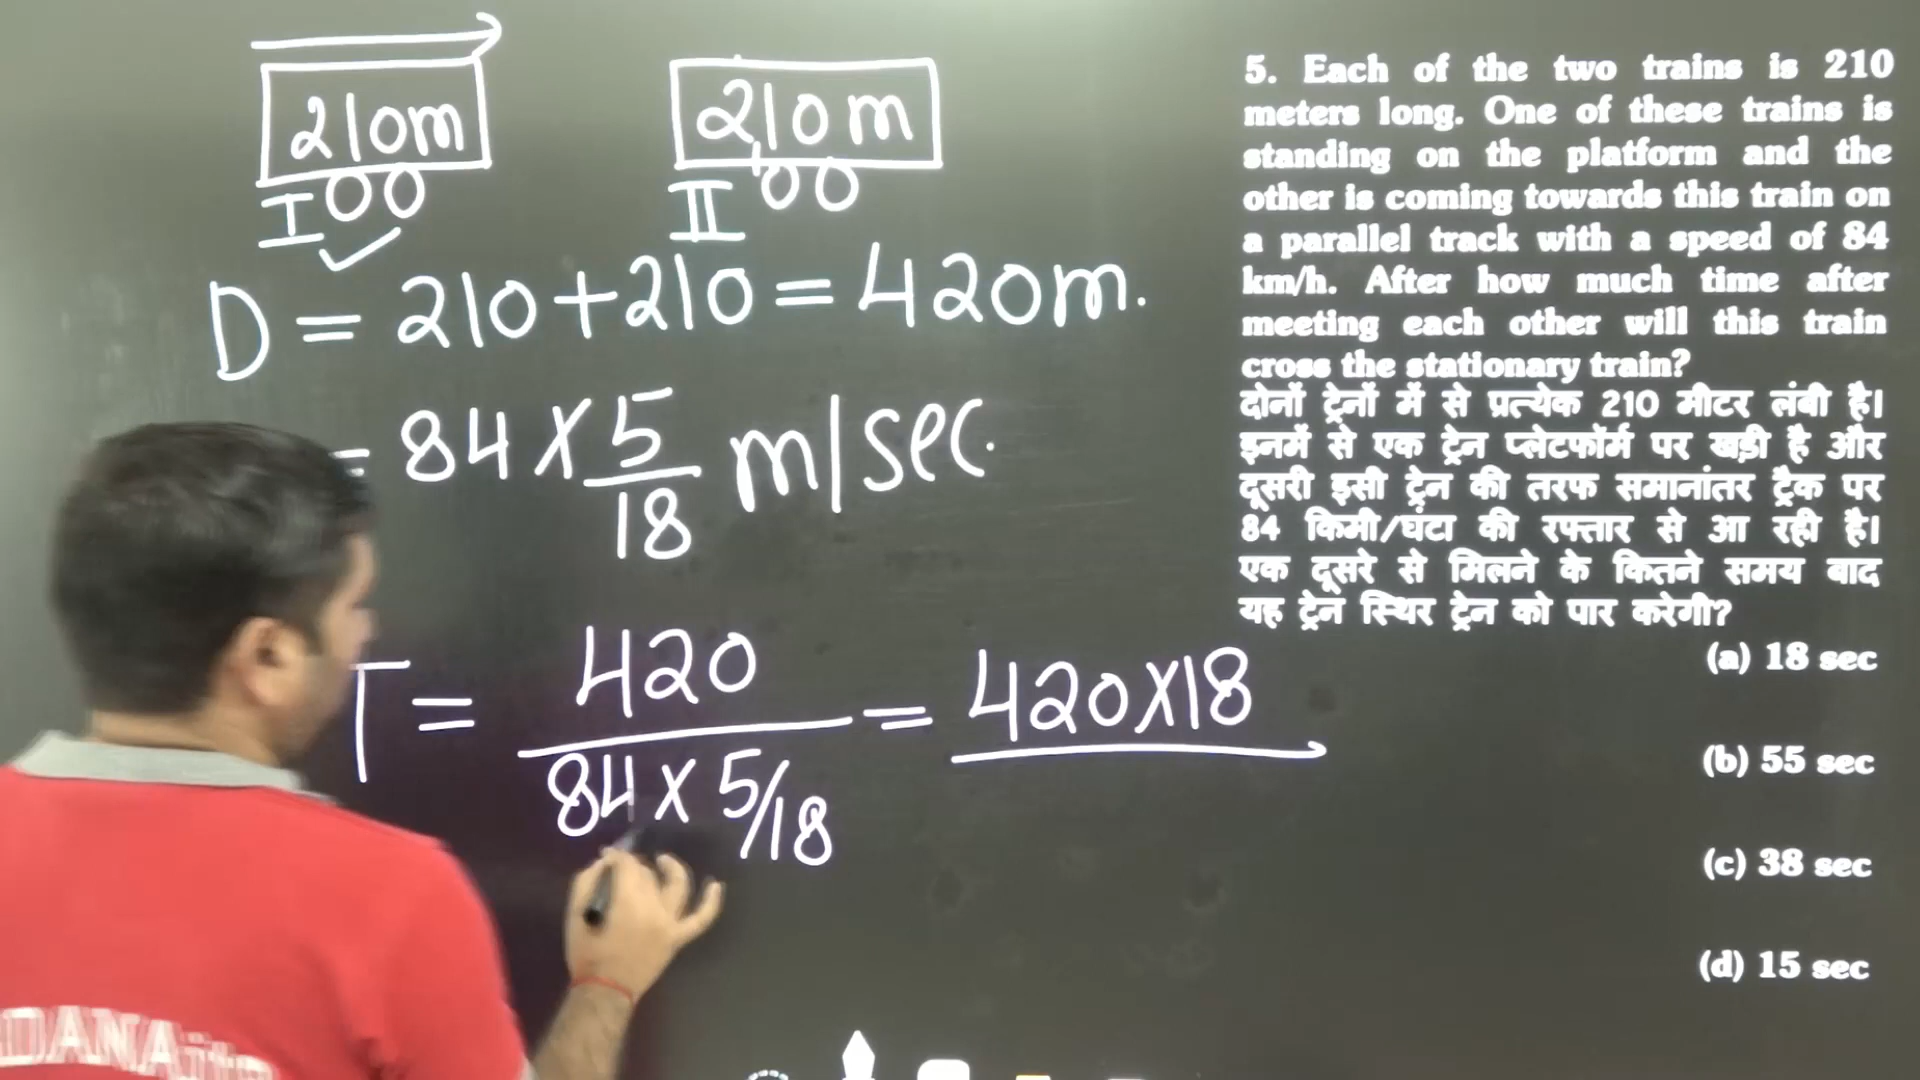 210m
210m
I
II
D = 210+210 = 420m.
= 84 x 5/18 m/sec.
T = 420 / 84 x 5/18 = 420x18
5. Each of the two trains is 210
meters long. One of these trains is
standing on the platform and the
other is coming towards this train on
a parallel track with a speed of 84
km/h. After how much time after
meeting each other will this train
cross the stationary train?
दोनों ट्रेनों में से प्रत्येक 210 मीटर लंबी है।
इनमें से एक ट्रेन प्लेटफॉर्म पर खड़ी है और
दूसरी इसी ट्रेन की तरफ समानांतर ट्रैक पर
84 किमी/घंटा की रफ्तार से आ रही है।
एक दूसरे से मिलने के कितने समय बाद
यह ट्रेन स्थिर ट्रेन को पार करेगी?
(a) 18 sec
(b) 55 sec
(c) 38 sec
(d) 15 sec